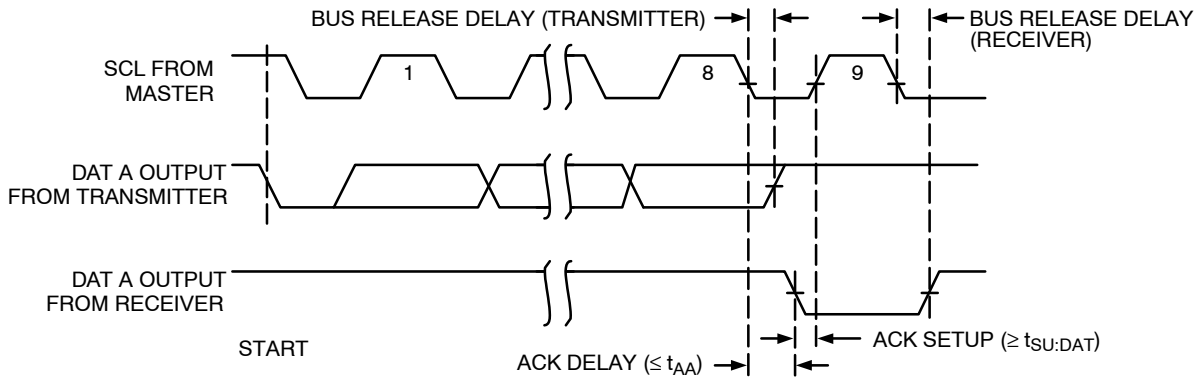 BUS RELEASE DELAY (TRANSMITTER)
BUS RELEASE DELAY
(RECEIVER)
SCL FROM
MASTER
1
8
9
DAT A OUTPUT
FROM TRANSMITTER
DAT A OUTPUT
FROM RECEIVER
START
ACK SETUP (≥ tSU:DAT)
ACK DELAY (≤ tAA)